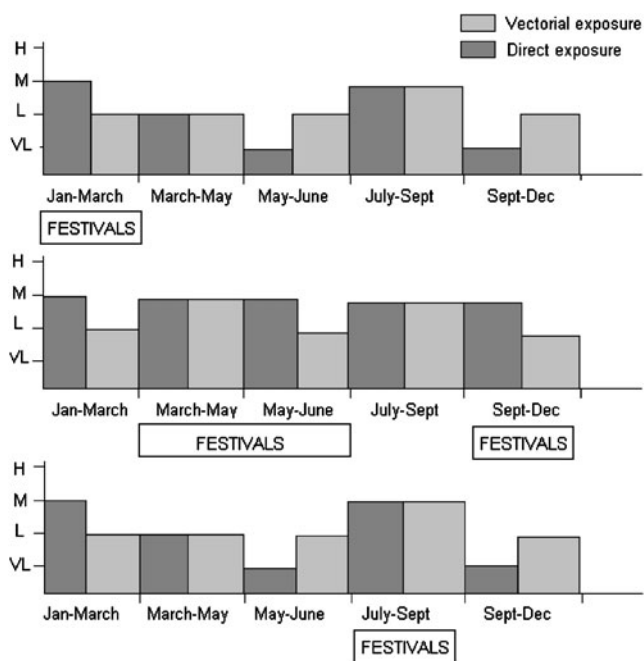 Vectorial exposure
Direct exposure
H
M
L
VL
Jan-March March-May May-June July-Sept Sept-Dec
FESTIVALS
H
M
L
VL
Jan-March March-May May-June July-Sept Sept-Dec
FESTIVALS FESTIVALS
H
M
L
VL
Jan-March March-May May-June July-Sept Sept-Dec
FESTIVALS